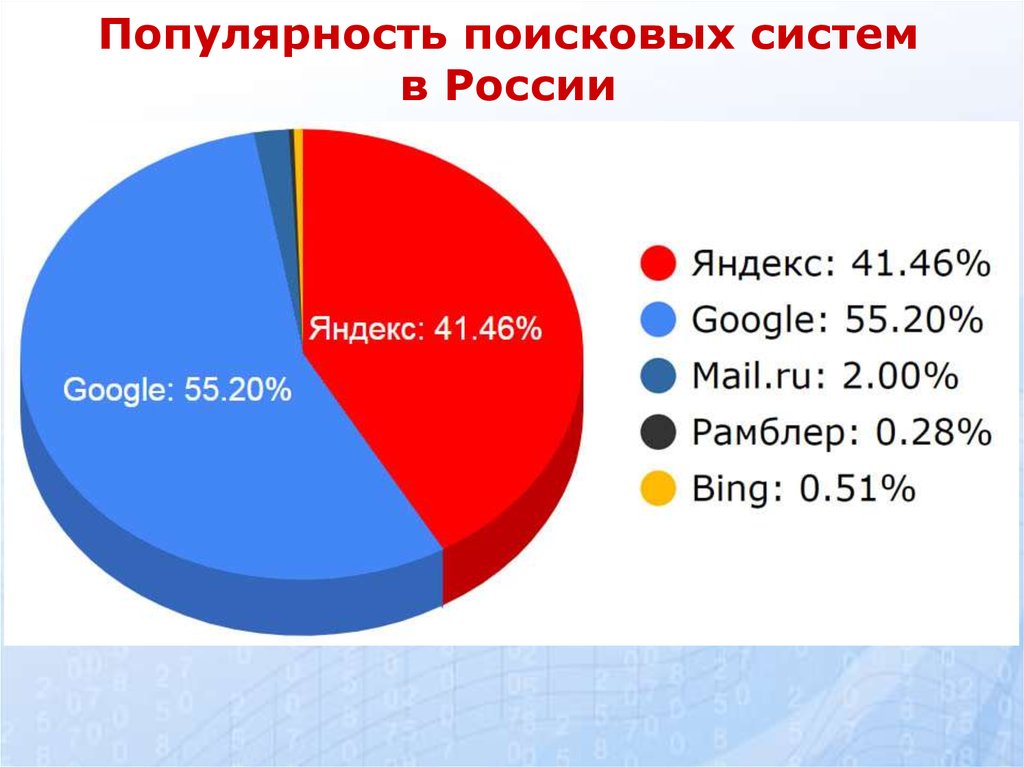 Популярность поисковых систем
в России
Яндекс: 41.46%
Google: 55.20%
Яндекс: 41.46%
Google: 55.20%
Mail.ru: 2.00%
Рамблер: 0.28%
Bing: 0.51%